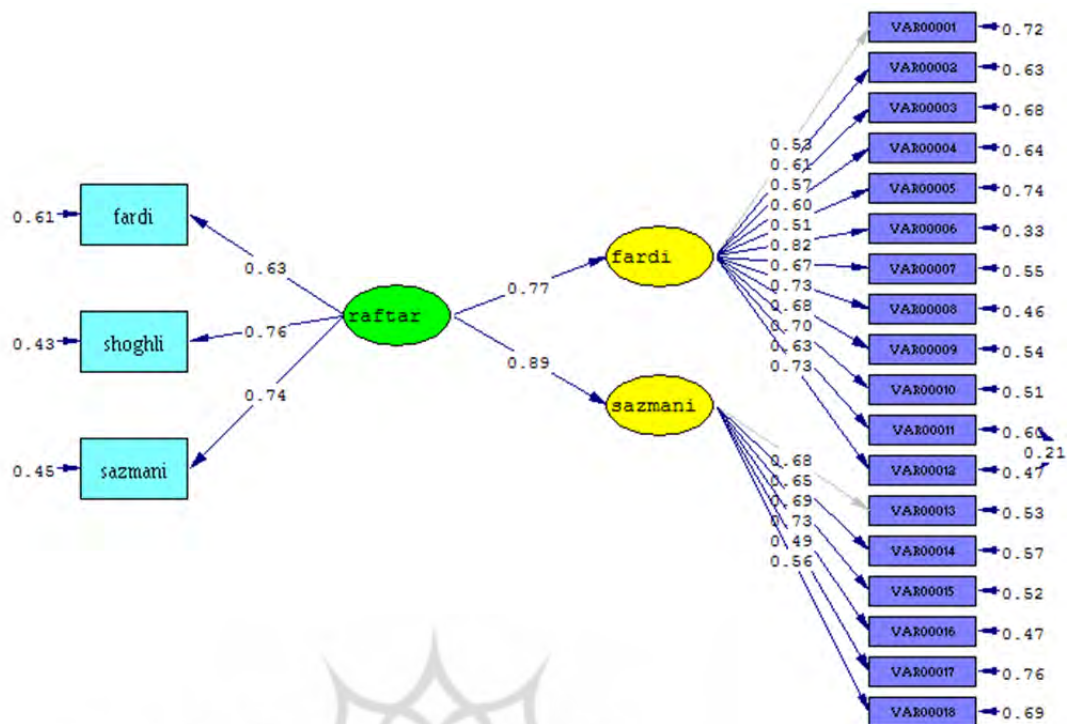 0.61
fardi
0.43
shoghli
0.45
sazmani
0.63
0.76
0.74
raftar
0.77
0.89
fardi
sazmani
0.53
0.61
0.57
0.60
0.51
0.82
0.67
0.73
0.68
0.70
0.63
0.73
0.68
0.65
0.69
0.73
0.49
0.56
VAR00001 0.72
VAR00002 0.63
VAR00003 0.68
VAR00004 0.64
VAR00005 0.74
VAR00006 0.33
VAR00007 0.55
VAR00008 0.46
VAR00009 0.54
VAR00010 0.51
VAR00011 0.60
0.21
VAR00012 0.47
VAR00013 0.53
VAR00014 0.57
VAR00015 0.52
VAR00016 0.47
VAR00017 0.76
VAR00018 0.69